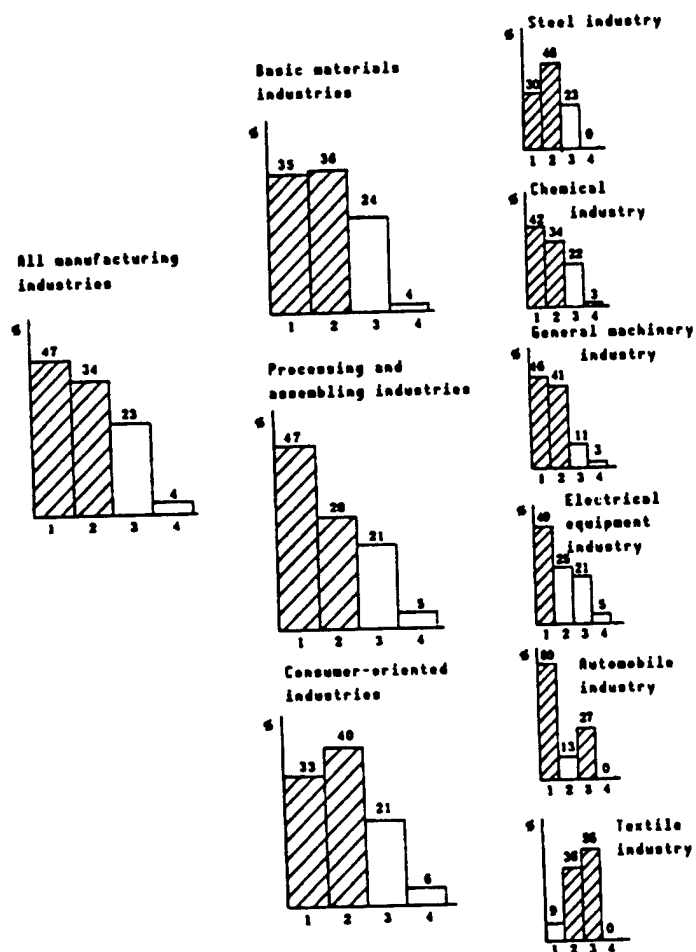 All manufacturing
industries
%
47
34
23
4
1 2 3 4
Basic materials
industries
%
35
36
24
4
1 2 3 4
Processing and
assembling industries
%
47
28
21
5
1 2 3 4
Consumer-oriented
industries
%
33
40
21
6
1 2 3 4
Steel industry
%
30
46
23
0
1 2 3 4
Chemical
industry
%
42
34
22
3
1 2 3 4
General machinery
industry
%
46
41
11
3
1 2 3 4
Electrical
equipment
industry
%
25
21
5
1 2 3 4
Automobile
industry
%
60
13
27
0
1 2 3 4
Textile
industry
%
9
36
0
1 2 3 4